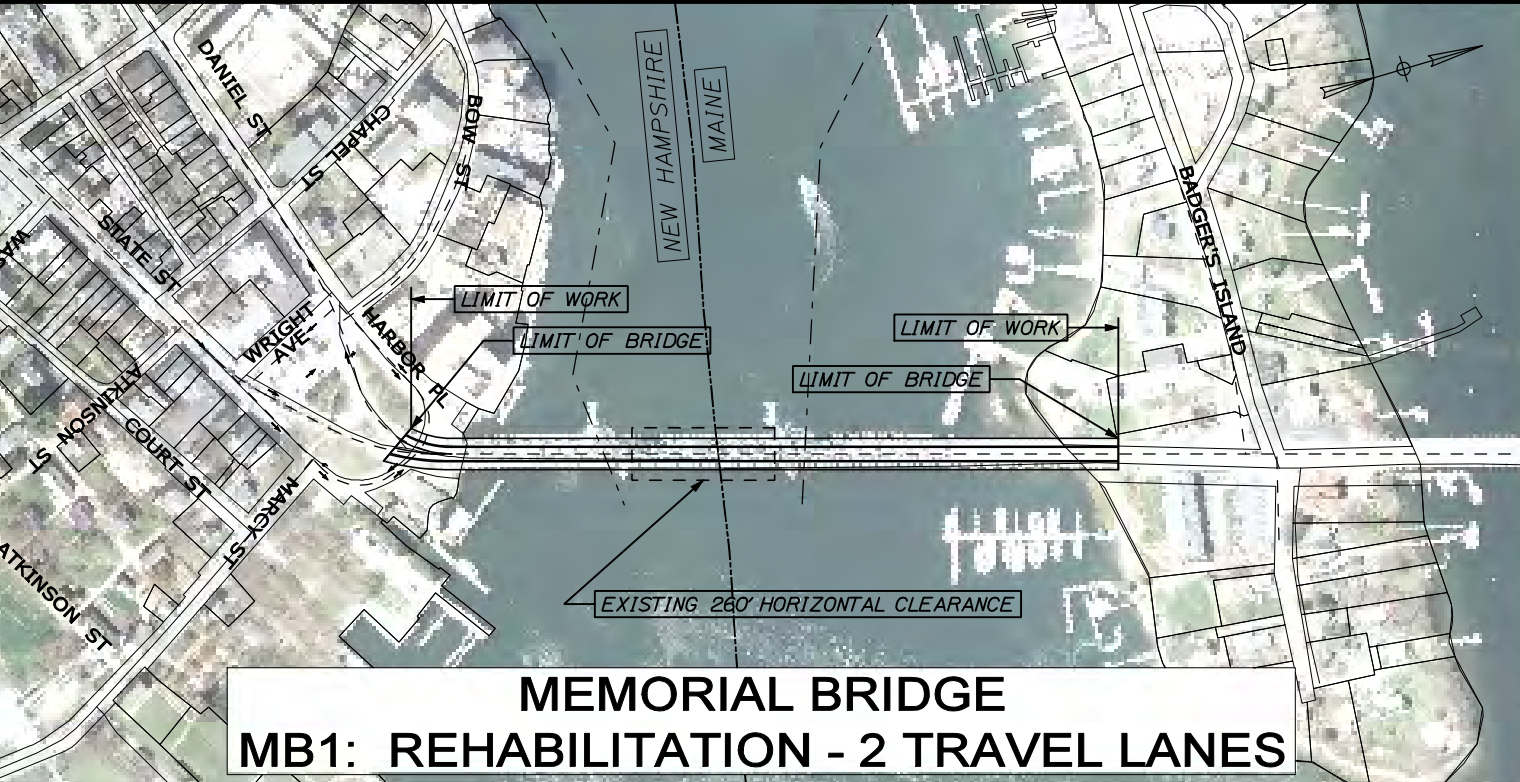 DANIEL ST
CHAPEL ST
BOW ST
NEW HAMPSHIRE
MAINE
BADGER'S ISLAND
STATE ST
WRIGHT
AVE
HARBOR PL
LIMIT OF WORK
LIMIT OF BRIDGE
LIMIT OF WORK
LIMIT OF BRIDGE
ATKINSON ST
COURT ST
MARCY ST
ATKINSON ST
EXISTING 260' HORIZONTAL CLEARANCE
MEMORIAL BRIDGE
MB1: REHABILITATION - 2 TRAVEL LANES